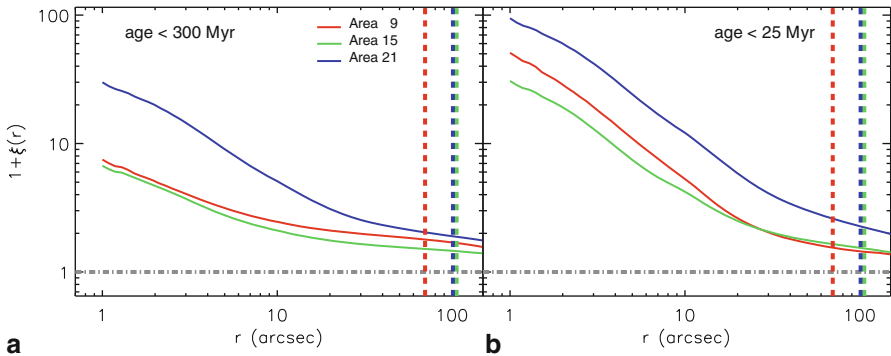 age < 300 Myr
Area 9
Area 15
Area 21
age < 25 Myr
100
10
1
1+ξ(r)
1
10
100
1
10
100
r (arcsec)
r (arcsec)
a
b